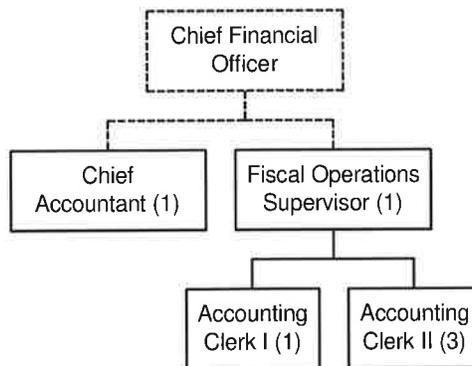 Chief Financial
Officer
Chief
Accountant (1)
Fiscal Operations
Supervisor (1)
Accounting
Clerk I (1)
Accounting
Clerk II (3)